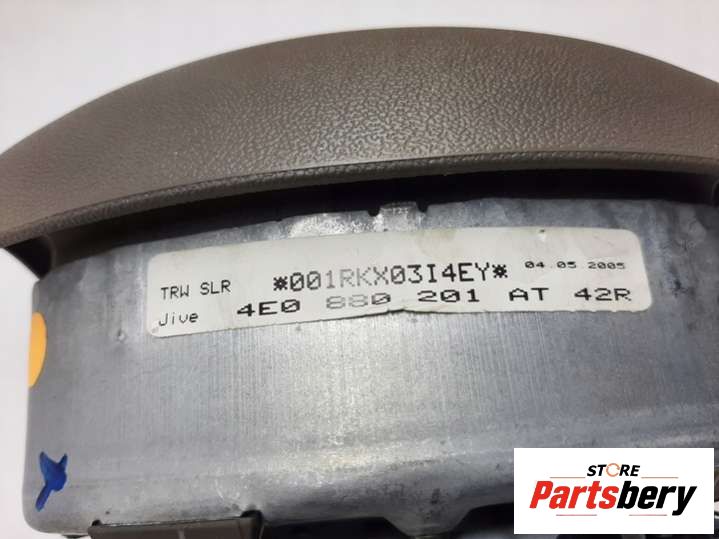 TRW SLR *001RKX03I4EY* 04.05.2005
Jive 4E0 880 201 AT 42R
STORE
Partsbery